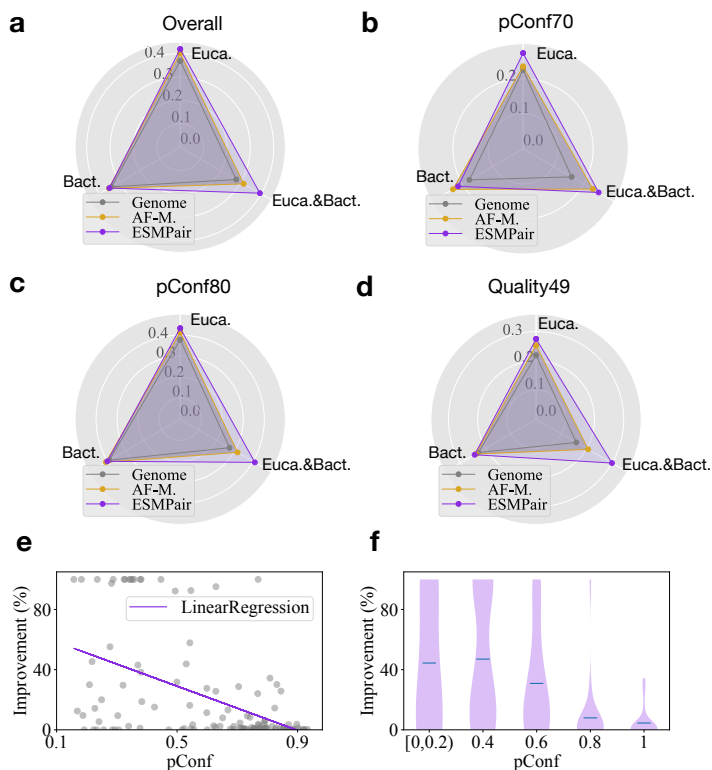 a
Overall
0.4
0.3
0.2
0.1
0.0
Euca.
Bact.
Euca.&Bact.
Genome
AF-M.
ESMPair
b
pConf70
0.2
0.1
0.0
Euca.
Bact.
Euca.&Bact.
Genome
AF-M.
ESMPair
c
pConf80
0.4
0.3
0.2
0.1
0.0
Euca.
Bact.
Euca.&Bact.
Genome
AF-M.
ESMPair
d
Quality49
0.3
0.2
0.1
0.0
Euca.
Bact.
Euca.&Bact.
Genome
AF-M.
ESMPair
e
Improvement (%)
80
40
0
LinearRegression
0.1 0.5 0.9
pConf
f
Improvement (%)
80
40
0
[0,0.2) 0.4 0.6 0.8 1
pConf